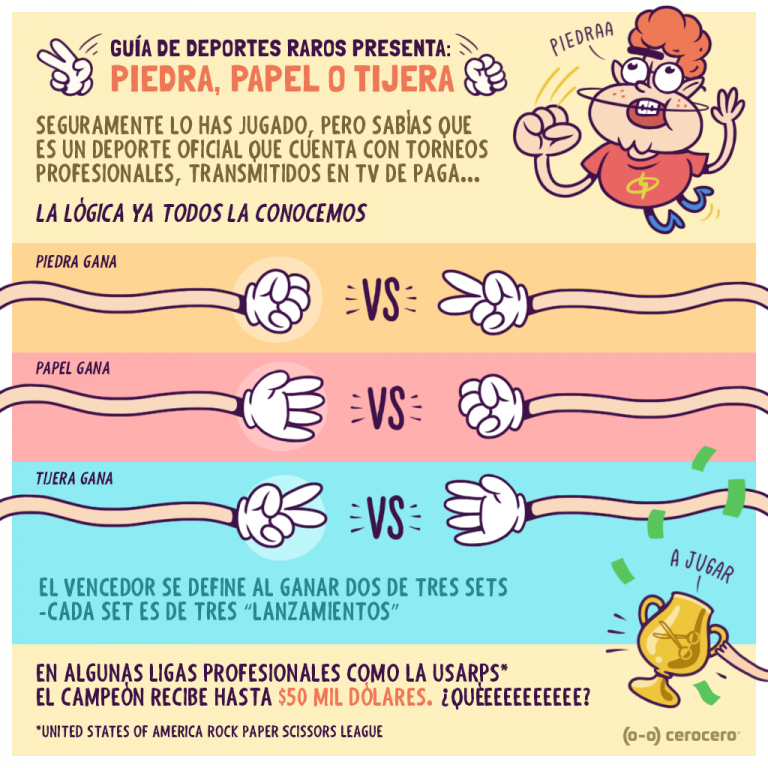 GUÍA DE DEPORTES RAROS PRESENTA:
PIEDRA, PAPEL O TIJERA
PIEDRAA
SEGURAMENTE LO HAS JUGADO, PERO SABÍAS QUE
ES UN DEPORTE OFICIAL QUE CUENTA CON TORNEOS
PROFESIONALES, TRANSMITIDOS EN TV DE PAGA...
LA LÓGICA YA TODOS LA CONOCEMOS
PIEDRA GANA
VS
PAPEL GANA
VS
TIJERA GANA
VS
EL VENCEDOR SE DEFINE AL GANAR DOS DE TRES SETS
-CADA SET ES DE TRES “LANZAMIENTOS”
A JUGAR
EN ALGUNAS LIGAS PROFESIONALES COMO LA USARPS*
EL CAMPEÓN RECIBE HASTA $50 MIL DÓLARES. ¿QUÉEEEEEEEEEE?
*UNITED STATES OF AMERICA ROCK PAPER SCISSORS LEAGUE
(o-o) cerocero°